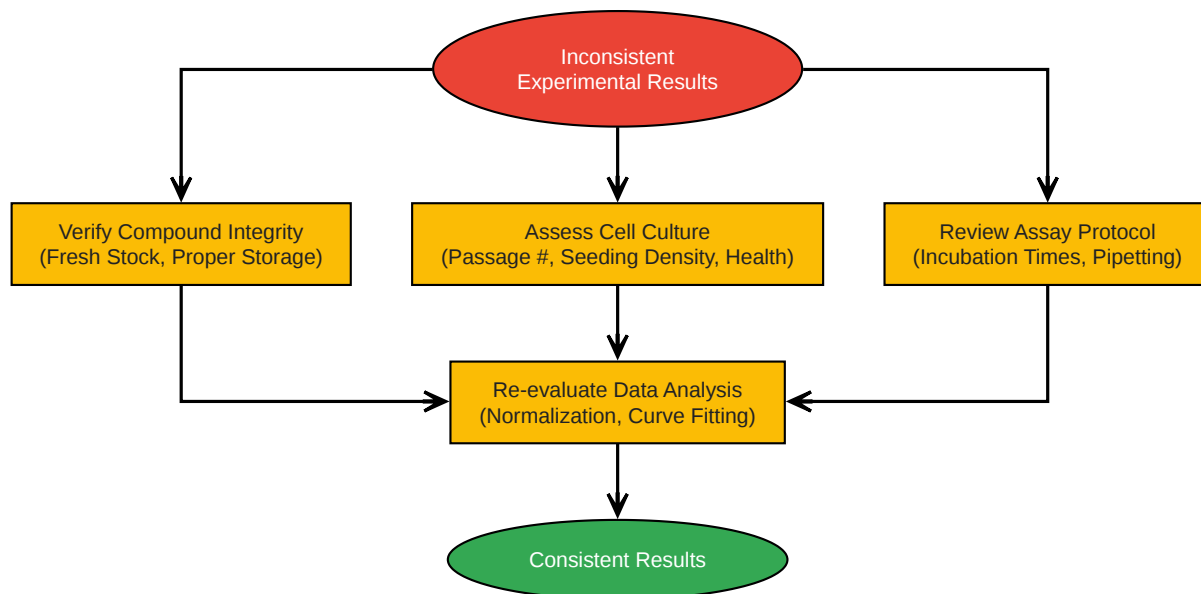 Inconsistent
Experimental Results
Verify Compound Integrity
(Fresh Stock, Proper Storage)
Assess Cell Culture
(Passage #, Seeding Density, Health)
Review Assay Protocol
(Incubation Times, Pipetting)
Re-evaluate Data Analysis
(Normalization, Curve Fitting)
Consistent Results